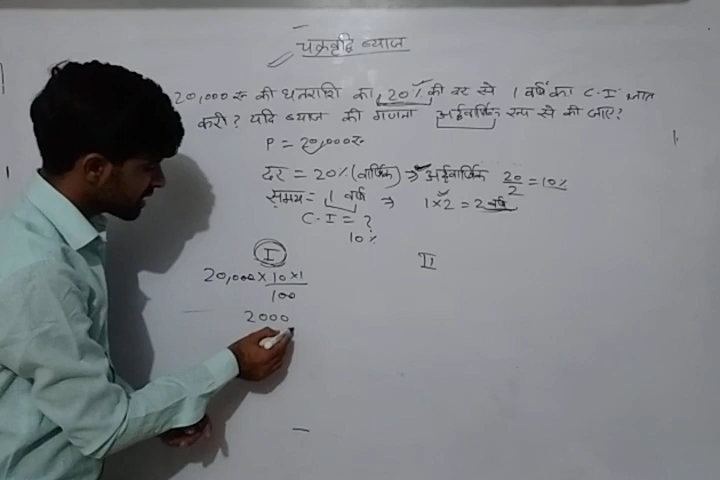 चक्रवृद्धि ब्याज
20,000 रू की धनराशि का 20% की दर से 1 वर्ष का C.I. ज्ञात
करो? यदि ब्याज की गणना अर्द्धवार्षिक रूप से की जाए?
P = 20,000 रू
दर = 20% (वार्षिक) ⇒ अर्द्धवार्षिक 20/2 = 10%
समय = 1 वर्ष ⇒ 1×2 = 2 वर्ष
C.I = ?
10%
I
II
20,000 × 10 × 1
100
2000